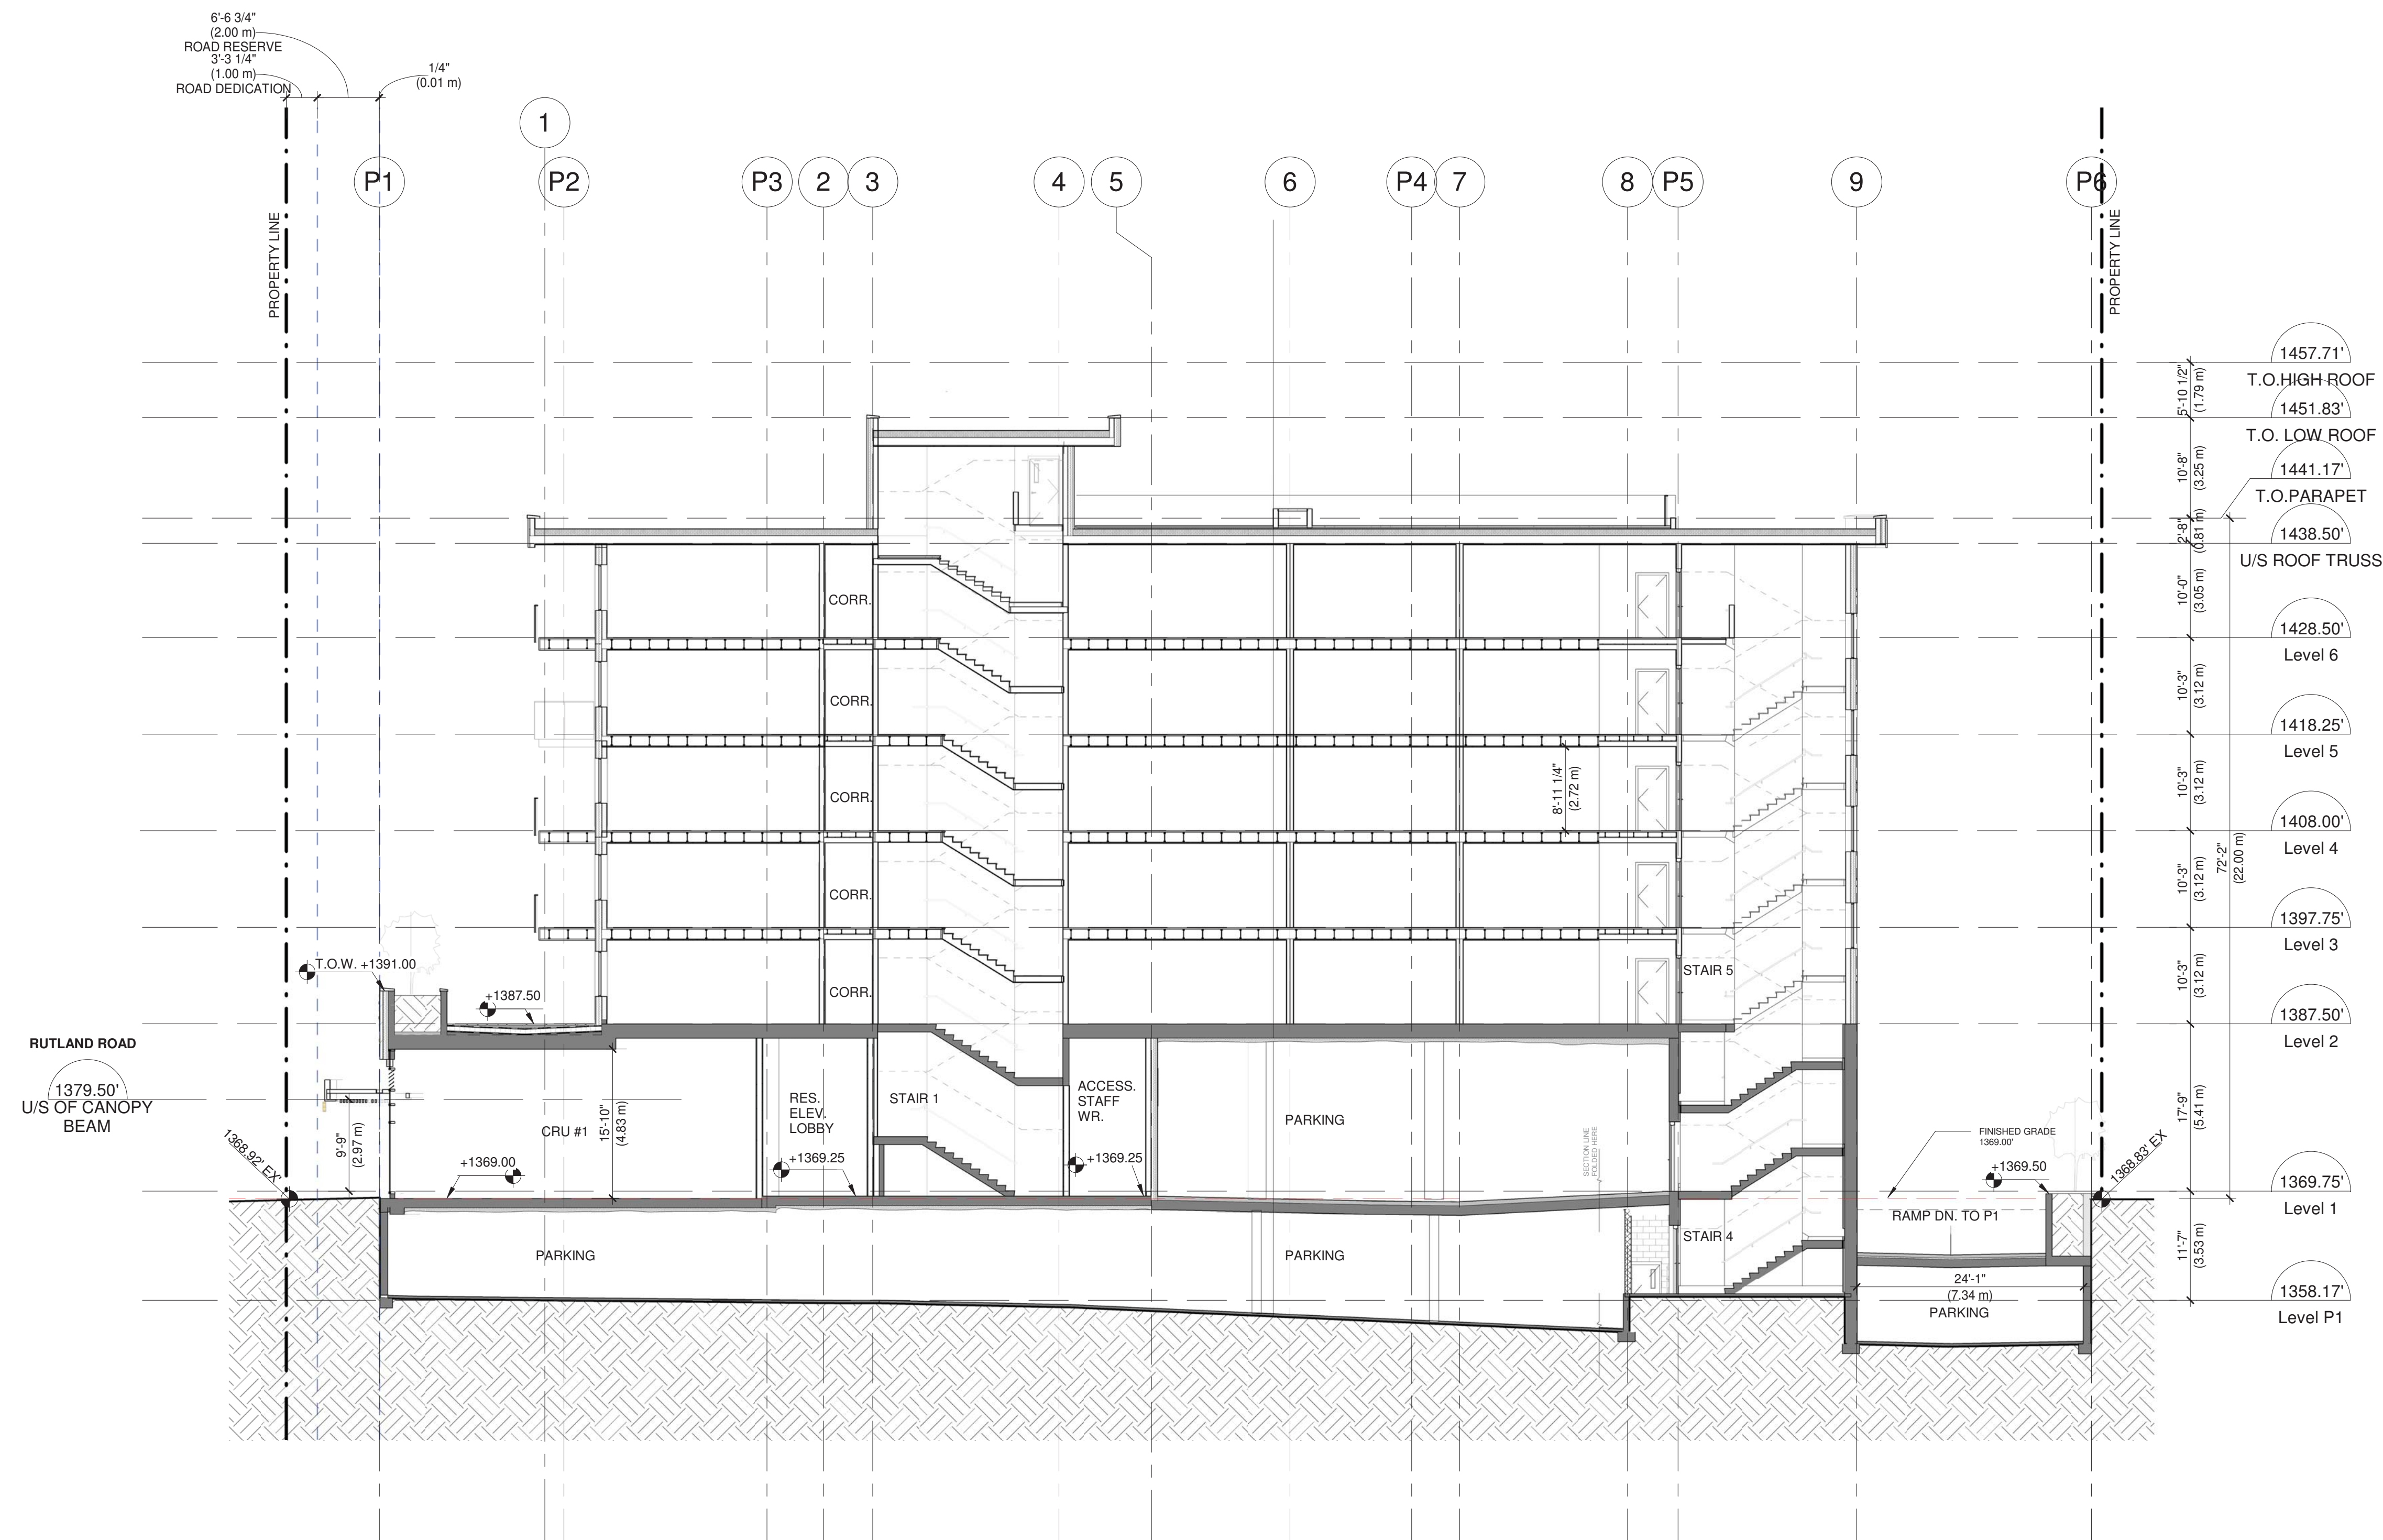 6'-6 3/4"
(2.00 m)
ROAD RESERVE
3'-3 1/4"
(1.00 m)
ROAD DEDICATION
1/4"
(0.01 m)
1
P1
P2
P3
2
3
4
5
6
P4
7
8
P5
9
P6
PROPERTY LINE
PROPERTY LINE
1457.71'
T.O.HIGH ROOF
5'-10 1/2"
(1.79 m)
1451.83'
T.O. LOW ROOF
10'-8"
(3.25 m)
1441.17'
T.O.PARAPET
2'-8"
(0.81 m)
1438.50'
U/S ROOF TRUSS
10'-0"
(3.05 m)
1428.50'
Level 6
10'-3"
(3.12 m)
1418.25'
Level 5
10'-3"
(3.12 m)
1408.00'
Level 4
10'-3"
(3.12 m)
72'-2"
(22.00 m)
1397.75'
Level 3
10'-3"
(3.12 m)
1387.50'
Level 2
17'-9"
(5.41 m)
1369.75'
Level 1
11'-7"
(3.53 m)
1358.17'
Level P1
CORR.
CORR.
CORR.
CORR.
CORR.
8'-11 1/4"
(2.72 m)
STAIR 5
T.O.W. +1391.00
+1387.50
RUTLAND ROAD
1379.50'
U/S OF CANOPY
BEAM
1368.92' EX
9'-9"
(2.97 m)
CRU #1
15'-10"
(4.83 m)
+1369.00
RES.
ELEV.
LOBBY
+1369.25
STAIR 1
ACCESS.
STAFF
WR.
+1369.25
PARKING
SECTION LINE
FOLDED HERE
FINISHED GRADE
1369.00'
+1369.50
1368.83' EX
RAMP DN. TO P1
STAIR 4
PARKING
PARKING
24'-1"
(7.34 m)
PARKING